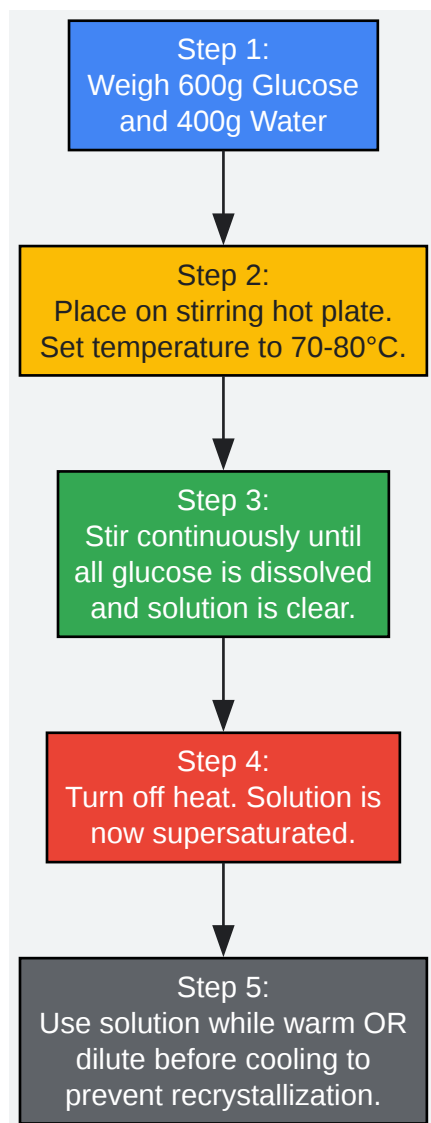 Step 1:
Weigh 600g Glucose
and 400g Water
Step 2:
Place on stirring hot plate.
Set temperature to 70-80°C.
Step 3:
Stir continuously until
all glucose is dissolved
and solution is clear.
Step 4:
Turn off heat. Solution is
now supersaturated.
Step 5:
Use solution while warm OR
dilute before cooling to
prevent recrystallization.